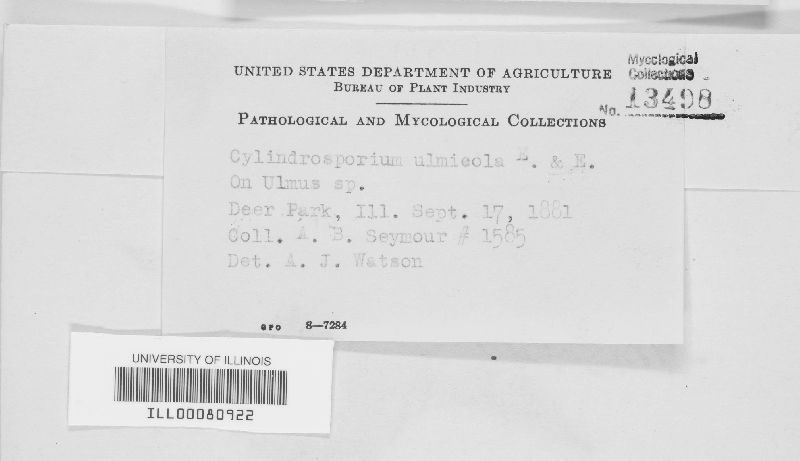 UNITED STATES DEPARTMENT OF AGRICULTURE
BUREAU OF PLANT INDUSTRY
PATHOLOGICAL AND MYCOLOGICAL COLLECTIONS
Mycological
Collections
No. 13498
Cylindrosporium ulmicola E. & E.
On Ulmus sp.
Deer Park, Ill. Sept. 17, 1881
Coll. A. B. Seymour # 1585
Det. A. J. Watson
GPO 8—7284
UNIVERSITY OF ILLINOIS
ILL00080922